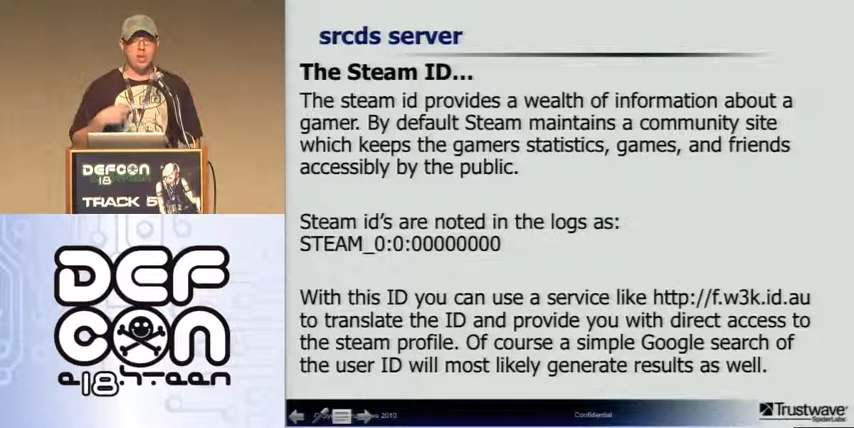 srcds server
The Steam ID...
The steam id provides a wealth of information about a
gamer. By default Steam maintains a community site
which keeps the gamers statistics, games, and friends
accessibly by the public.
Steam id's are noted in the logs as:
STEAM_0:0:00000000
With this ID you can use a service like http://f.w3k.id.au
to translate the ID and provide you with direct access to
the steam profile. Of course a simple Google search of
the user ID will most likely generate results as well.
2010
Confidential
Trustwave®
SpiderLabs
DEFCON
18
TRACK 5
DEF
CON
e18hteen